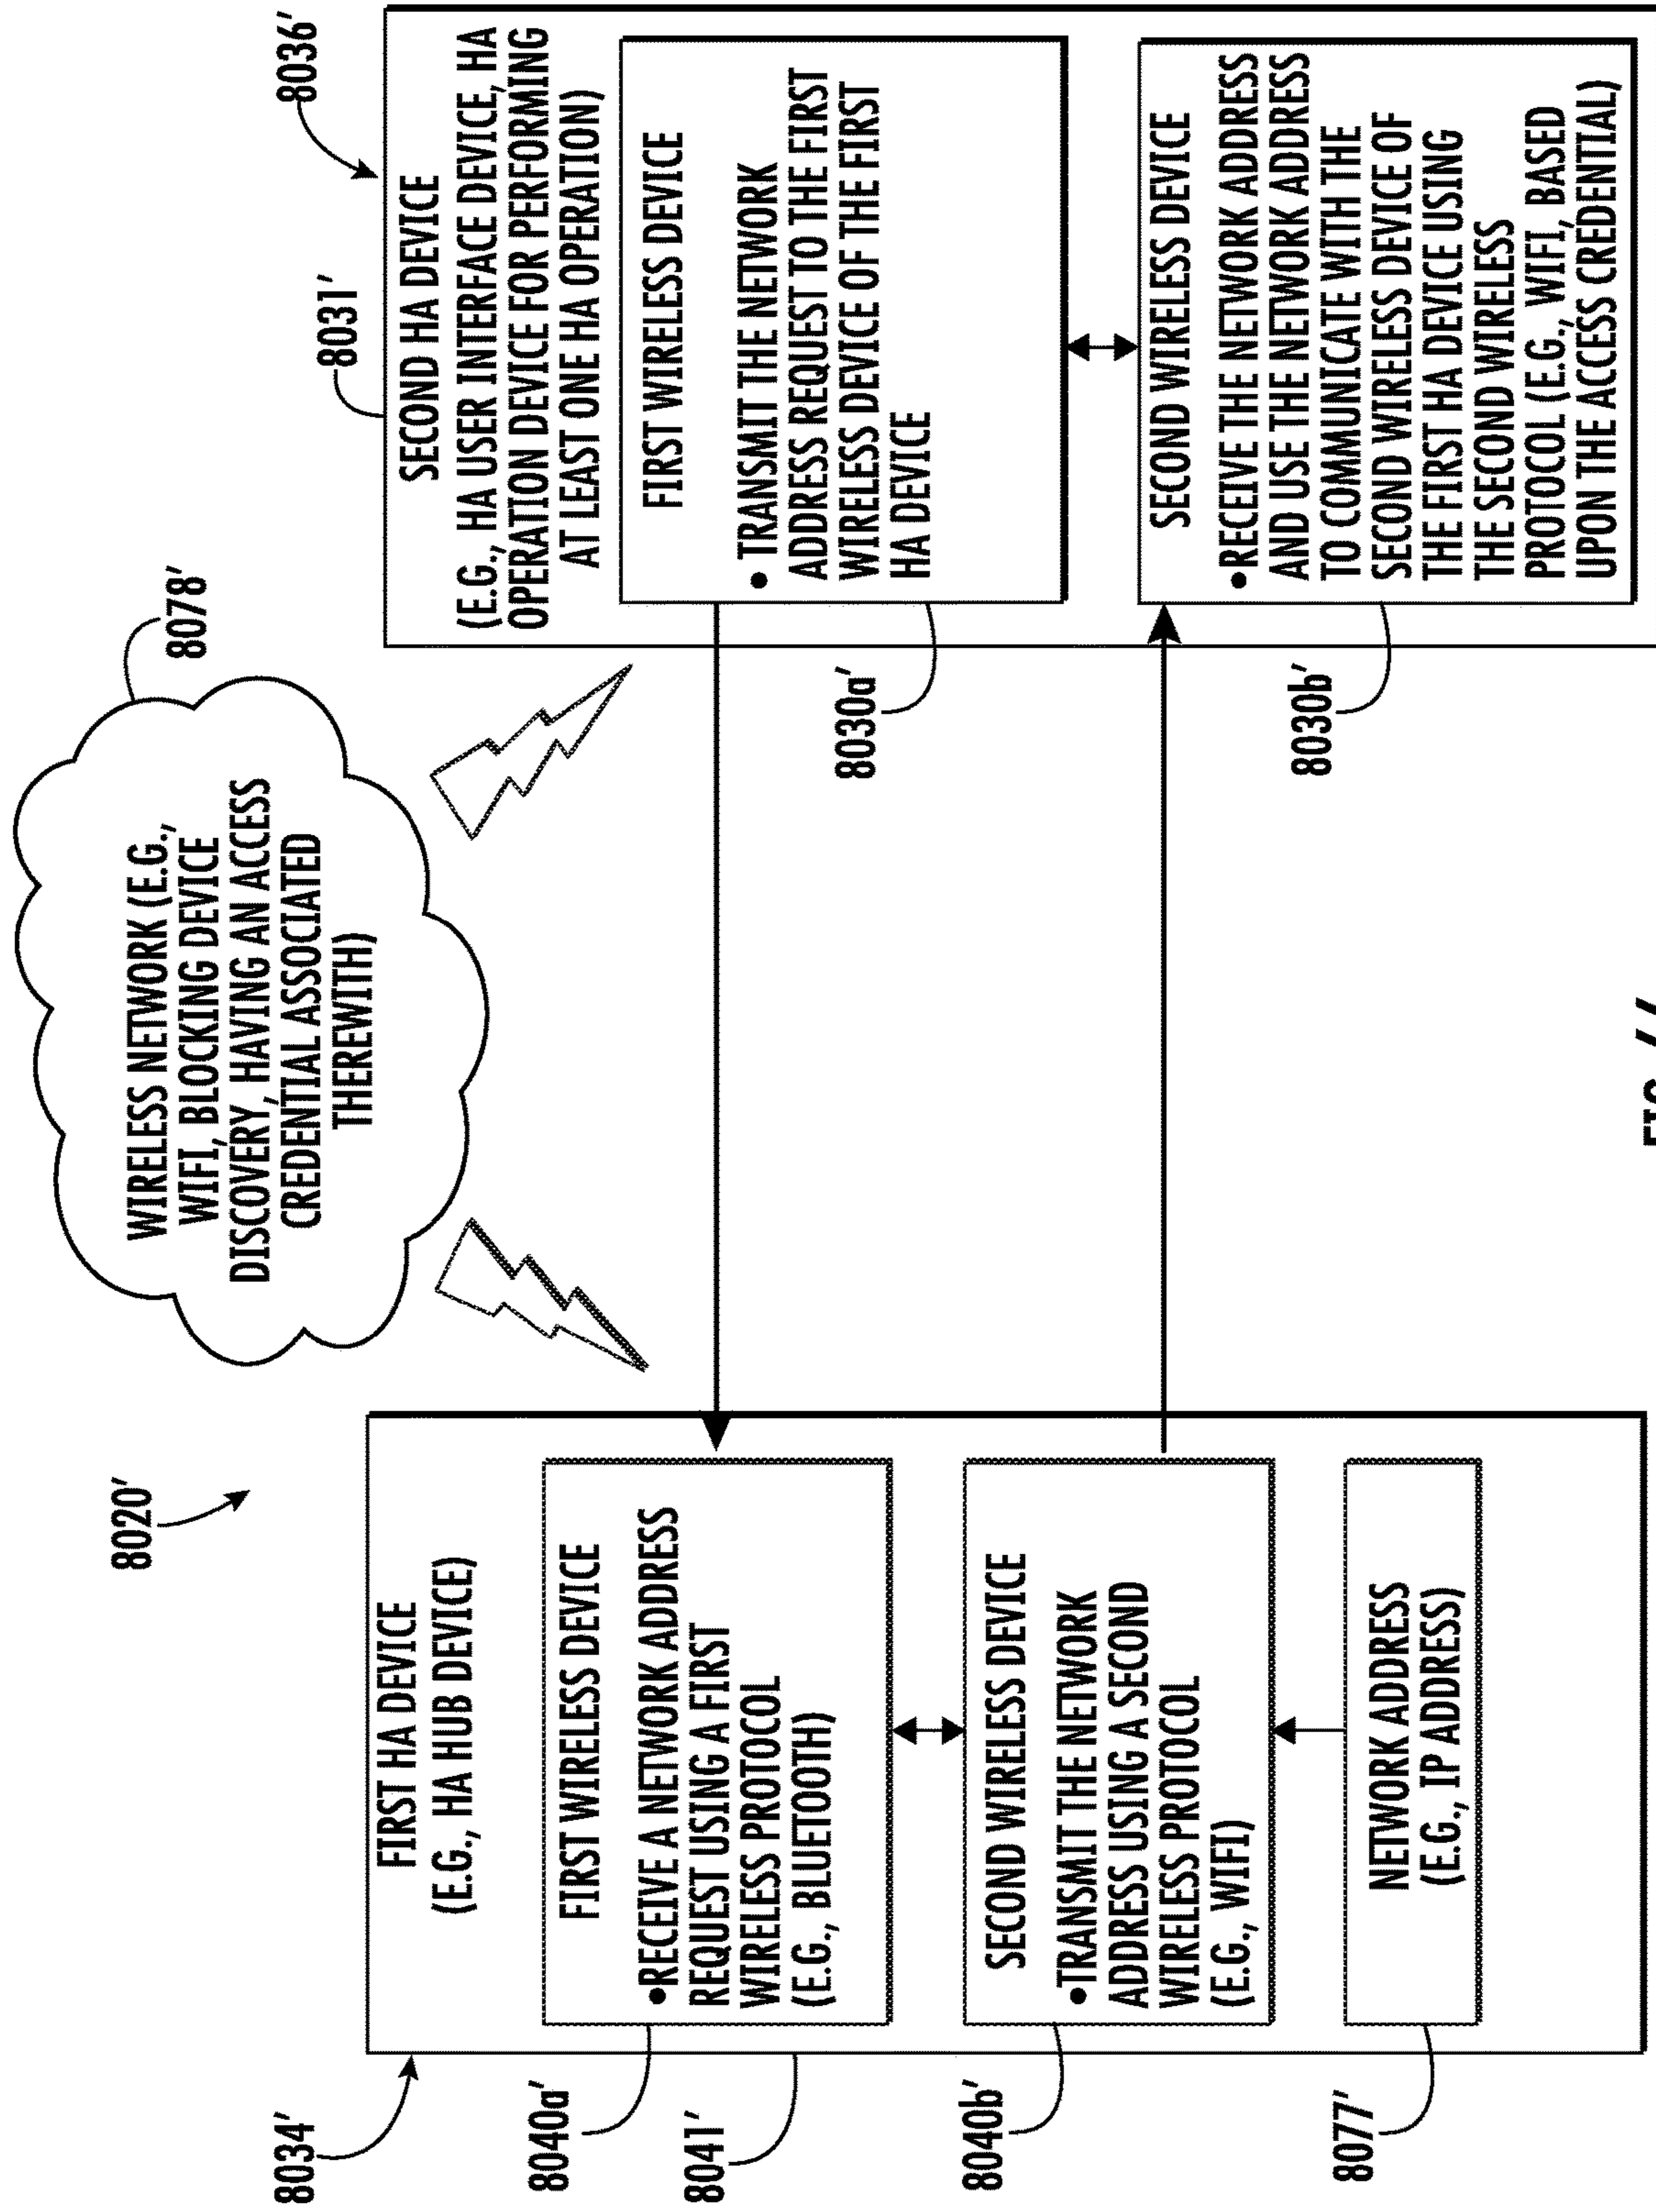 8020'
8078'
WIRELESS NETWORK (E.G.,
WIFI, BLOCKING DEVICE
DISCOVERY, HAVING AN ACCESS
CREDENTIAL ASSOCIATED
THEREWITH)
8034'
FIRST HA DEVICE
(E.G., HA HUB DEVICE)
8040a'
FIRST WIRELESS DEVICE
• RECEIVE A NETWORK ADDRESS
REQUEST USING A FIRST
WIRELESS PROTOCOL
(E.G., BLUETOOTH)
8041'
8040b'
SECOND WIRELESS DEVICE
• TRANSMIT THE NETWORK
ADDRESS USING A SECOND
WIRELESS PROTOCOL
(E.G., WIFI)
8077'
NETWORK ADDRESS
(E.G., IP ADDRESS)
8036'
8031'
SECOND HA DEVICE
(E.G., HA USER INTERFACE DEVICE, HA
OPERATION DEVICE FOR PERFORMING
AT LEAST ONE HA OPERATION)
8030a'
FIRST WIRELESS DEVICE
• TRANSMIT THE NETWORK
ADDRESS REQUEST TO THE FIRST
WIRELESS DEVICE OF THE FIRST
HA DEVICE
8030b'
SECOND WIRELESS DEVICE
• RECEIVE THE NETWORK ADDRESS
AND USE THE NETWORK ADDRESS
TO COMMUNICATE WITH THE
SECOND WIRELESS DEVICE OF
THE FIRST HA DEVICE USING
THE SECOND WIRELESS
PROTOCOL (E.G., WIFI, BASED
UPON THE ACCESS CREDENTIAL)